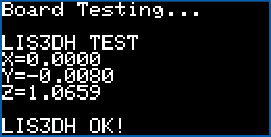 Board Testing...
LIS3DH TEST
X=0.0000
Y=-0.0080
Z=1.0659
LIS3DH OK!